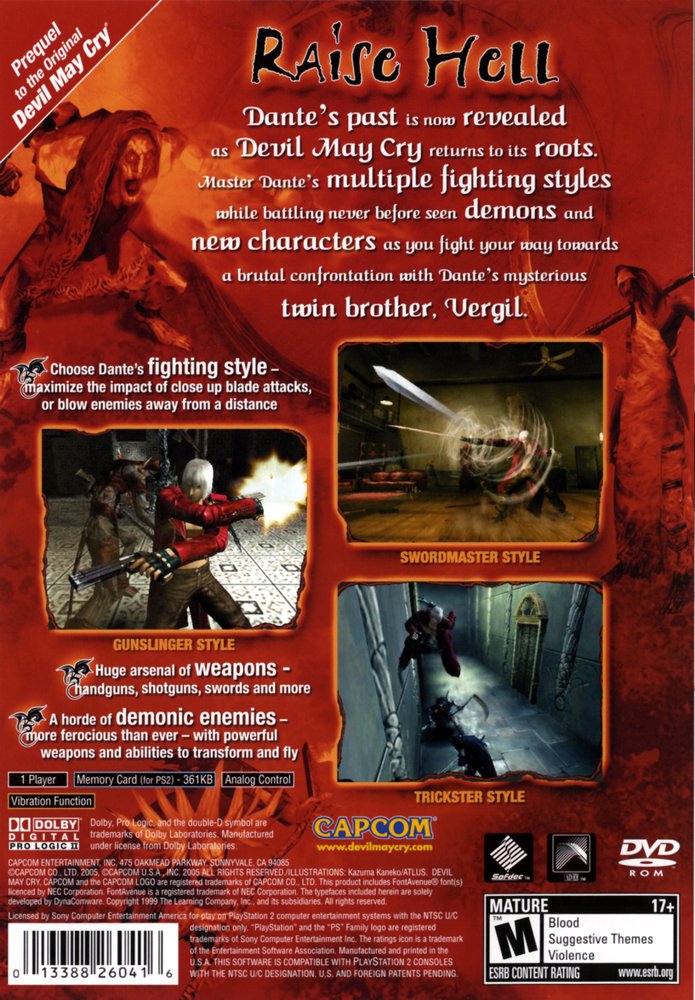 Prequel
to the Original
Devil May Cry
Raise Hell
Dante's past is now revealed
as Devil May Cry returns to its roots.
Master Dante's multiple fighting styles
while battling never before seen demons and
new characters as you fight your way towards
a brutal confrontation with Dante's mysterious
twin brother, Vergil.
Choose Dante's fighting style –
maximize the impact of close up blade attacks,
or blow enemies away from a distance
SWORDMASTER STYLE
GUNSLINGER STYLE
Huge arsenal of weapons -
handguns, shotguns, swords and more
A horde of demonic enemies –
more ferocious than ever – with powerful
weapons and abilities to transform and fly
TRICKSTER STYLE
1 Player
Memory Card (for PS2) - 361KB
Analog Control
Vibration Function
DOLBY
DIGITAL
PRO LOGIC II
Dolby, Pro Logic, and the double-D symbol are
trademarks of Dolby Laboratories. Manufactured
under license from Dolby Laboratories.
CAPCOM
www.devilmaycry.com
Sofdec™
ADX®
DVD
ROM
CAPCOM ENTERTAINMENT, INC. 475 OAKMEAD PARKWAY, SUNNYVALE, CA 94085
©CAPCOM CO., LTD. 2005, ©CAPCOM U.S.A., INC. 2005 ALL RIGHTS RESERVED./ILLUSTRATIONS: Kazuma Kaneko/ATLUS. DEVIL
MAY CRY, CAPCOM and the CAPCOM LOGO are registered trademarks of CAPCOM CO., LTD. This product includes FontAvenue® font(s)
licenced by NEC Corporation. FontAvenue is a registered trademark of NEC Corporation. The typefaces included herein are solely
developed by DynaComware. Copyright 1999 The Learning Company, Inc., and its subsidiaries. All rights reserved.
Licensed by Sony Computer Entertainment America for play on PlayStation 2 computer entertainment systems with the NTSC U/C
designation only. "PlayStation" and the "PS" Family logo are registered
trademarks of Sony Computer Entertainment Inc. The ratings icon is a trademark
of the Entertainment Software Association. Manufactured and printed in the
U.S.A. THIS SOFTWARE IS COMPATIBLE WITH PLAYSTATION 2 CONSOLES
WITH THE NTSC U/C DESIGNATION. U.S. AND FOREIGN PATENTS PENDING.
0 13388 26041 6
MATURE 17+
M
Blood
Suggestive Themes
Violence
ESRB CONTENT RATING www.esrb.org